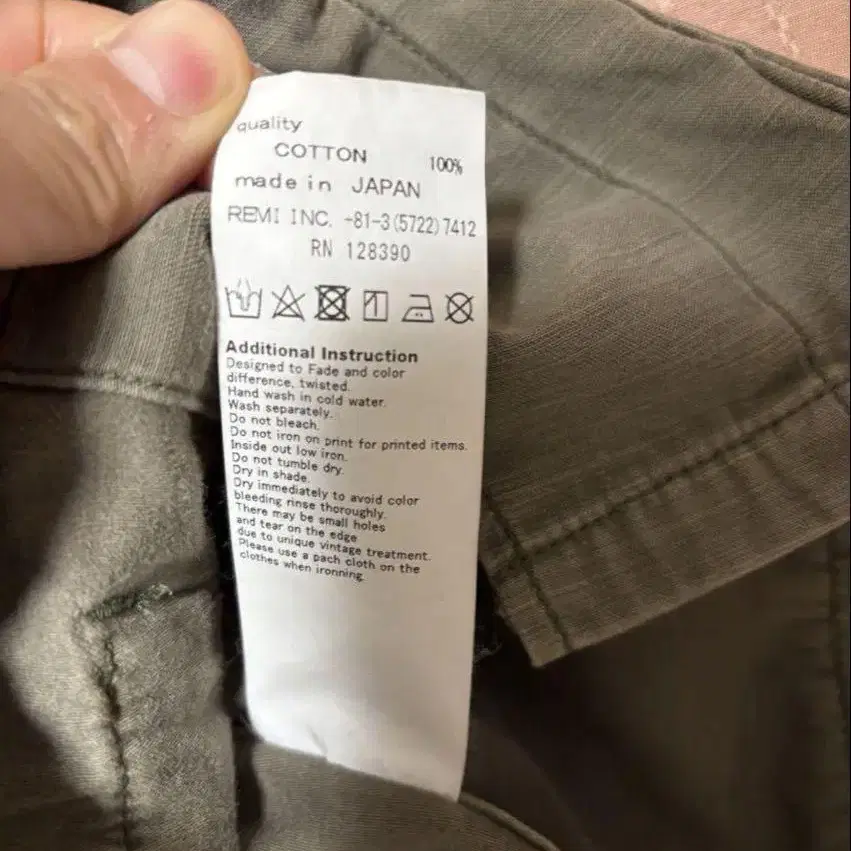 quality
COTTON 100%
made in JAPAN
REMI INC. -81-3(5722)7412
RN 128390
Additional Instruction
Designed to Fade and color
difference, twisted.
Hand wash in cold water.
Wash separately.
Do not bleach.
Do not iron on print for printed items.
Inside out low iron.
Do not tumble dry.
Dry in shade.
Dry immediately to avoid color
bleeding rinse thoroughly.
There may be small holes
and tear on the edge
due to unique vintage treatment.
Please use a pach cloth on the
clothes when ironning.